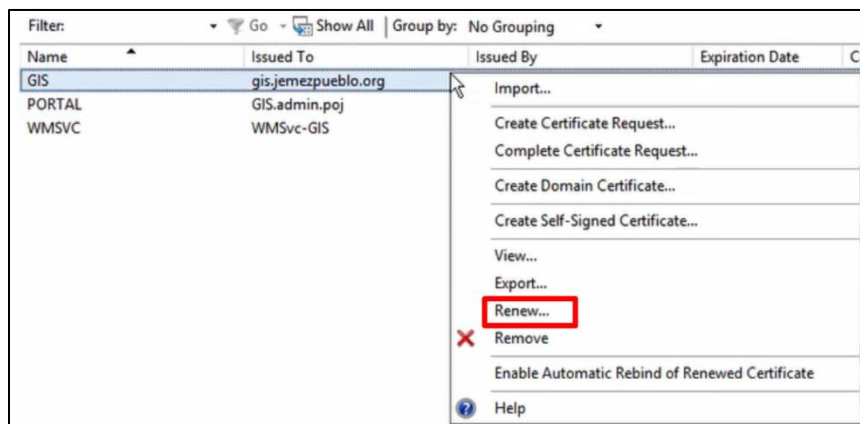 Filter: Go Show All Group by: No Grouping
Name Issued To Issued By Expiration Date C
GIS gis.jemezpueblo.org
PORTAL GIS.admin.poj
WMSVC WMSvc-GIS
Import...
Create Certificate Request...
Complete Certificate Request...
Create Domain Certificate...
Create Self-Signed Certificate...
View...
Export...
Renew...
Remove
Enable Automatic Rebind of Renewed Certificate
Help